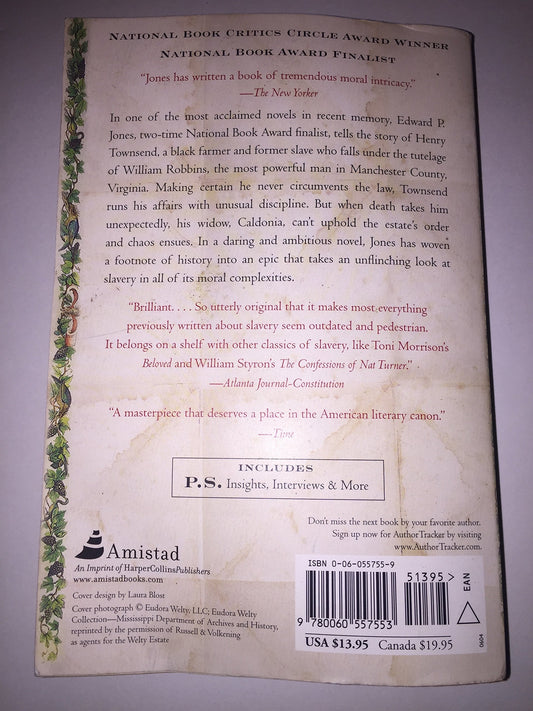 NATIONAL BOOK CRITICS CIRCLE AWARD WINNER
NATIONAL BOOK AWARD FINALIST
"Jones has written a book of tremendous moral intricacy."
—The New Yorker
In one of the most acclaimed novels in recent memory, Edward P.
Jones, two-time National Book Award finalist, tells the story of Henry
Townsend, a black farmer and former slave who falls under the tutelage
of William Robbins, the most powerful man in Manchester County,
Virginia. Making certain he never circumvents the law, Townsend
runs his affairs with unusual discipline. But when death takes him
unexpectedly, his widow, Caldonia, can't uphold the estate's order
and chaos ensues. In a daring and ambitious novel, Jones has woven
a footnote of history into an epic that takes an unflinching look at
slavery in all of its moral complexities.
"Brilliant. . . . So utterly original that it makes most everything
previously written about slavery seem outdated and pedestrian.
It belongs on a shelf with other classics of slavery, like Toni Morrison's
Beloved and William Styron's The Confessions of Nat Turner."
—Atlanta Journal-Constitution
"A masterpiece that deserves a place in the American literary canon."
—Time
INCLUDES
P.S. Insights, Interviews & More
Don't miss the next book by your favorite author.
Sign up now for AuthorTracker by visiting
www.AuthorTracker.com.
Amistad
An Imprint of HarperCollinsPublishers
www.amistadbooks.com
Cover design by Laura Blost
Cover photograph © Eudora Welty, LLC; Eudora Welty
Collection—Mississippi Department of Archives and History,
reprinted by the permission of Russell & Volkening
as agents for the Welty Estate
ISBN 0-06-055755-9
51395 >
EAN
9 780060 557553
USA $13.95 Canada $19.95
0604